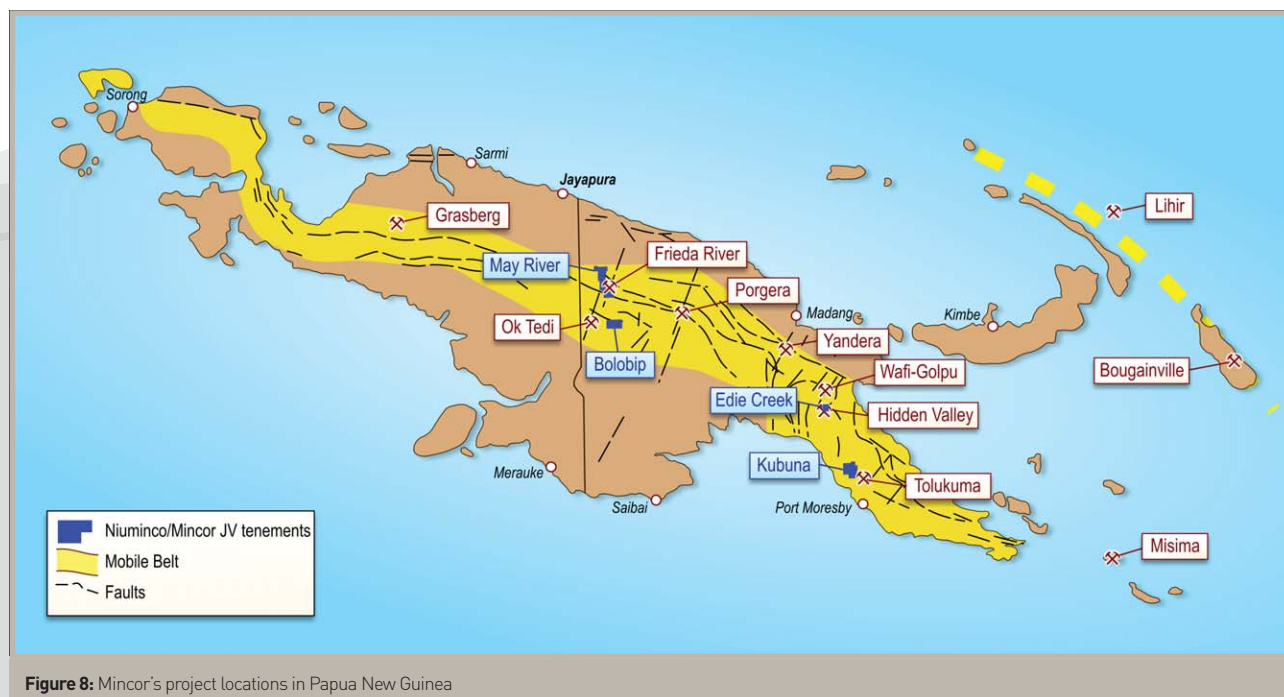 Sorong
Sarmi
Jayapura
Grasberg
Lihir
May River
Frieda River
Porgera
Ok Tedi
Madang
Kimbe
Yandera
Bolobip
Wafi-Golpu
Bougainville
Edie Creek
Hidden Valley
Merauke
Kubuna
Tolukuma
Saibai
Port Moresby
Misima
Niuminco/Mincor JV tenements
Mobile Belt
Faults
Figure 8: Mincor's project locations in Papua New Guinea